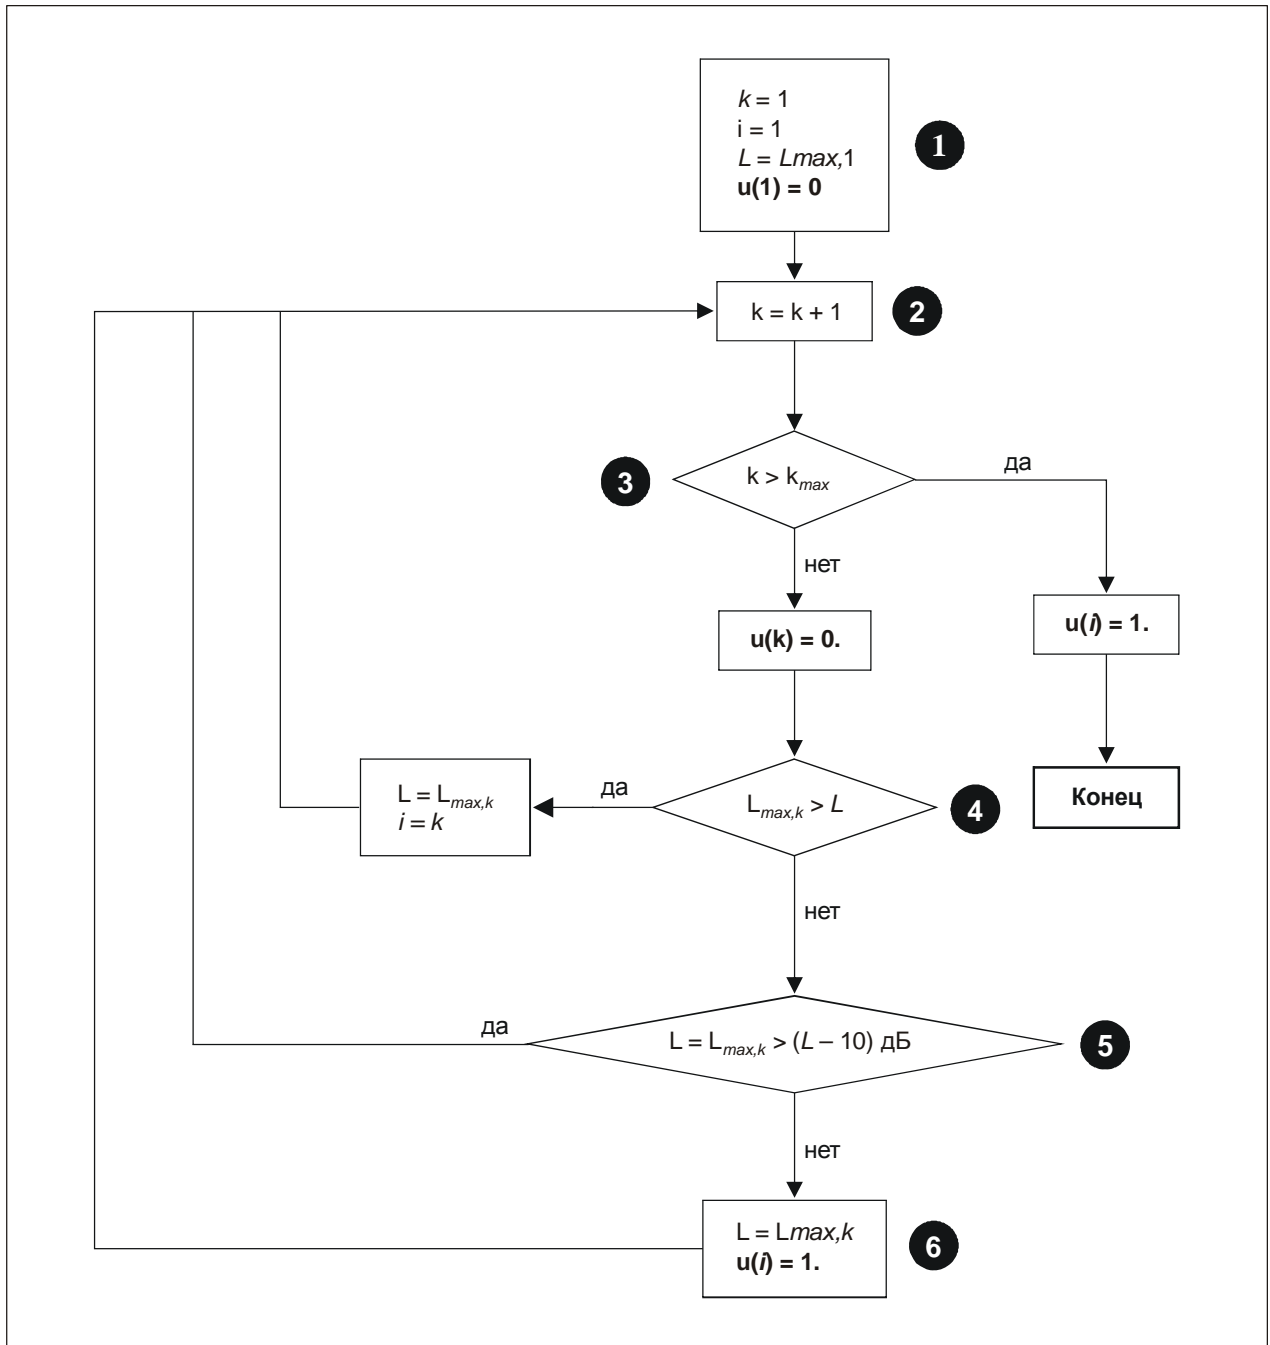 k = 1
i = 1
L = Lmax,1
u(1) = 0
1
k = k + 1
2
3
k > kmax
да
нет
u(k) = 0.
u(i) = 1.
L = Lmax,k
i = k
да
Lmax,k > L
4
Конец
нет
да
L = Lmax,k > (L – 10) дБ
5
нет
L = Lmax,k
u(i) = 1.
6